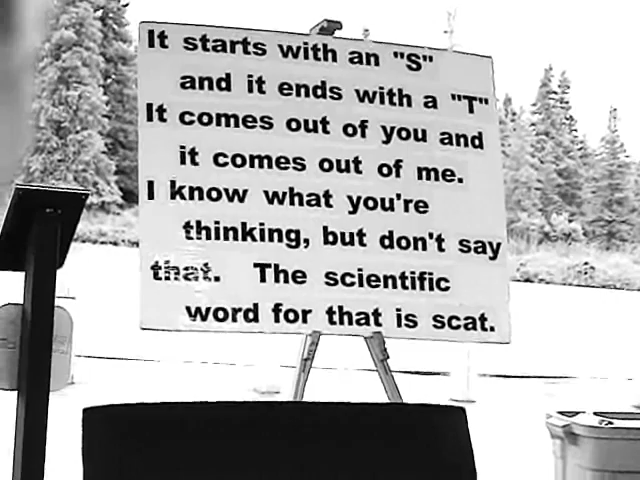 It starts with an "S"
and it ends with a "T"
It comes out of you and
it comes out of me.
I know what you're
thinking, but don't say
that. The scientific
word for that is scat.